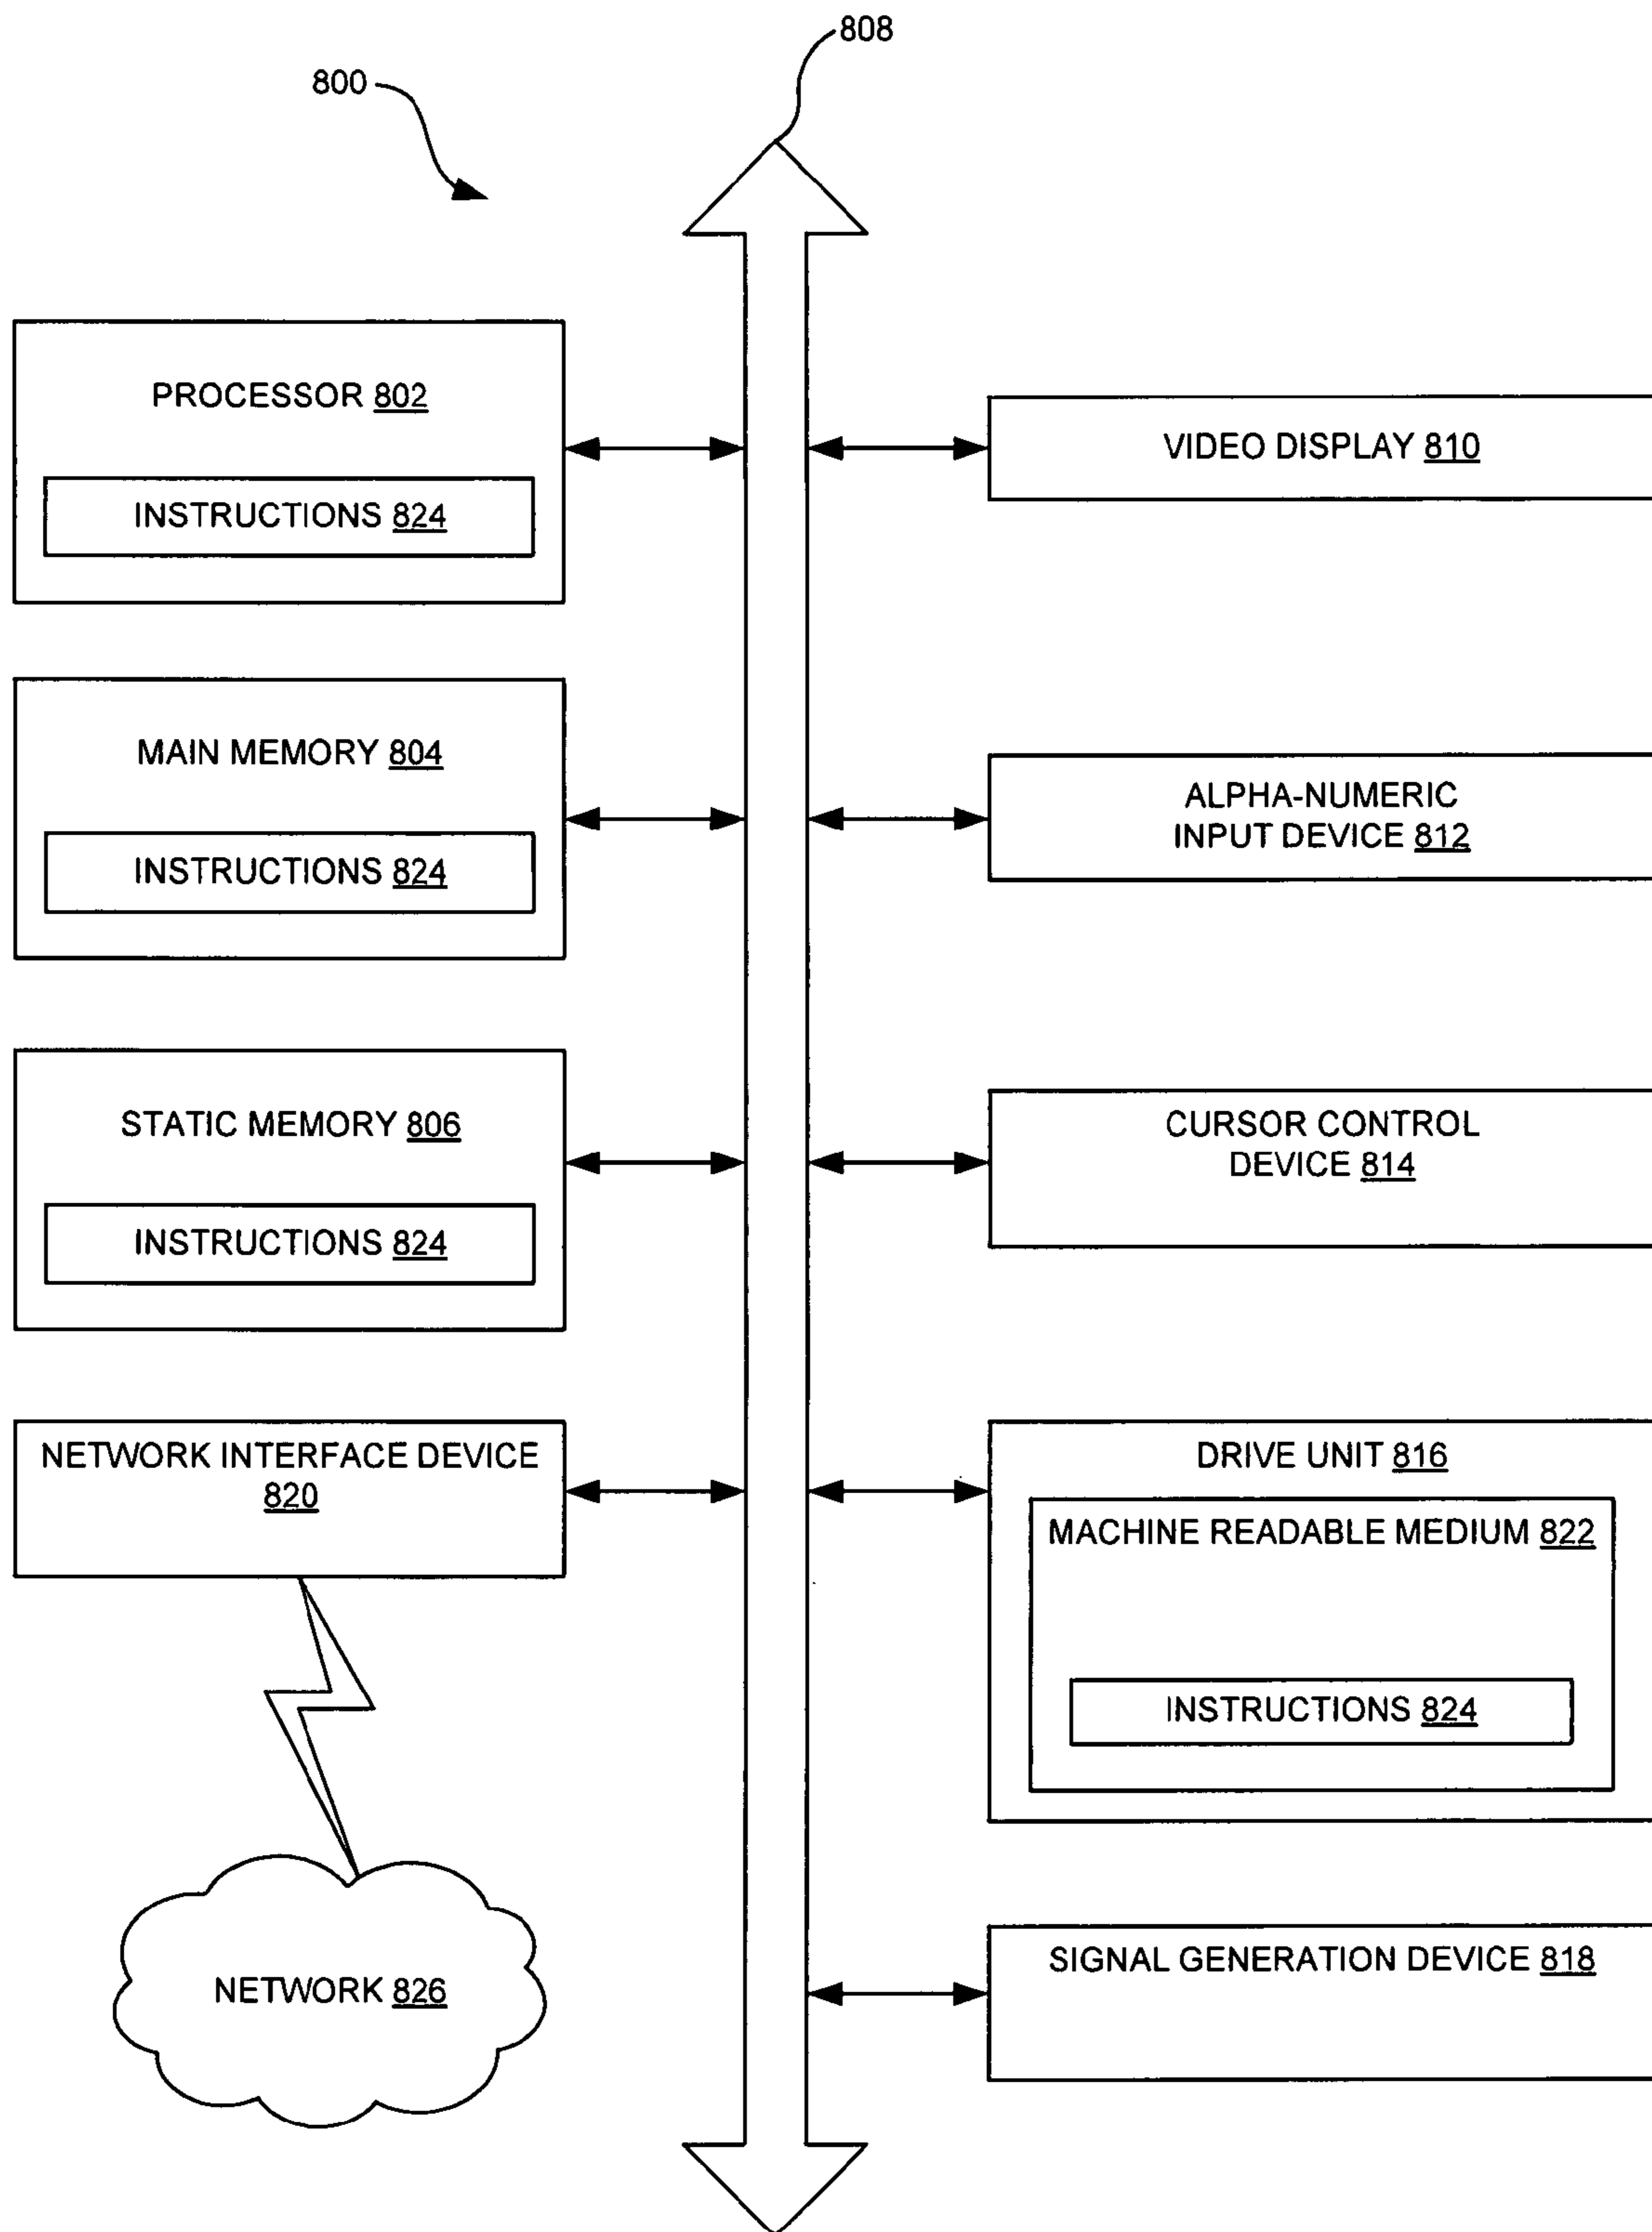 808
800
PROCESSOR 802
INSTRUCTIONS 824
VIDEO DISPLAY 810
MAIN MEMORY 804
INSTRUCTIONS 824
ALPHA-NUMERIC
INPUT DEVICE 812
STATIC MEMORY 806
INSTRUCTIONS 824
CURSOR CONTROL
DEVICE 814
NETWORK INTERFACE DEVICE
820
DRIVE UNIT 816
MACHINE READABLE MEDIUM 822
INSTRUCTIONS 824
NETWORK 826
SIGNAL GENERATION DEVICE 818